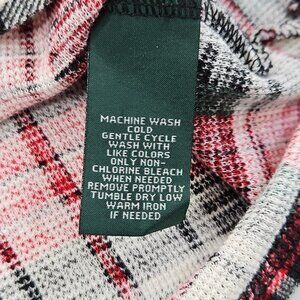 MACHINE WASH
COLD
GENTLE CYCLE
WASH WITH
LIKE COLORS
ONLY NON-
CHLORINE BLEACH
WHEN NEEDED
REMOVE PROMPTLY
TUMBLE DRY LOW
WARM IRON
IF NEEDED